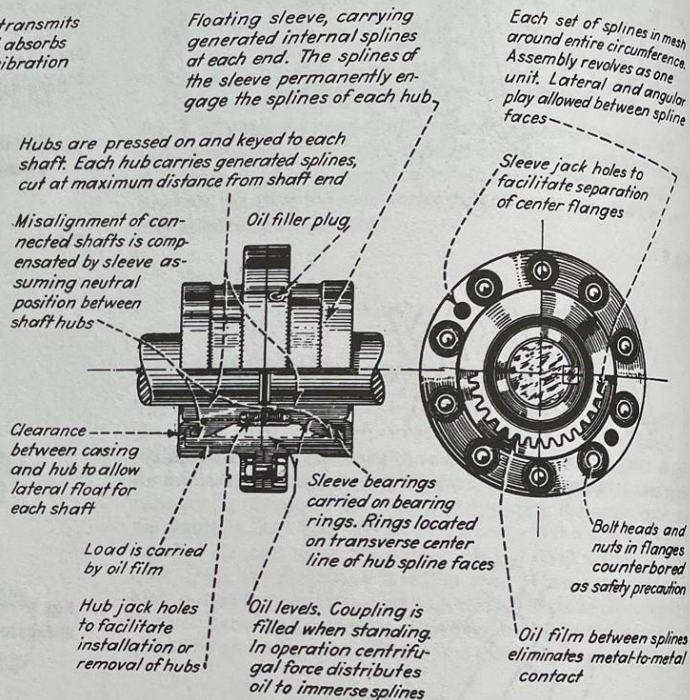 transmits
absorbs
ibration
Floating sleeve, carrying
generated internal splines
at each end. The splines of
the sleeve permanently en-
gage the splines of each hub
Each set of splines in mesh
around entire circumference.
Assembly revolves as one
unit. Lateral and angular
play allowed between spline
faces
Hubs are pressed on and keyed to each
shaft. Each hub carries generated splines,
cut at maximum distance from shaft end
Sleeve jack holes to
facilitate separation
of center flanges
Misalignment of con-
nected shafts is comp-
ensated by sleeve as-
suming neutral
position between
shaft hubs
Oil filler plug
Clearance
between casing
and hub to allow
lateral float for
each shaft
Sleeve bearings
carried on bearing
rings. Rings located
on transverse center
line of hub spline faces
Load is carried
by oil film
Bolt heads and
nuts in flanges
counterbored
as safety precaution
Hub jack holes
to facilitate
installation or
removal of hubs
Oil levels. Coupling is
filled when standing.
In operation centrifu-
gal force distributes
oil to immerse splines
Oil film between splines
eliminates metal-to-metal
contact